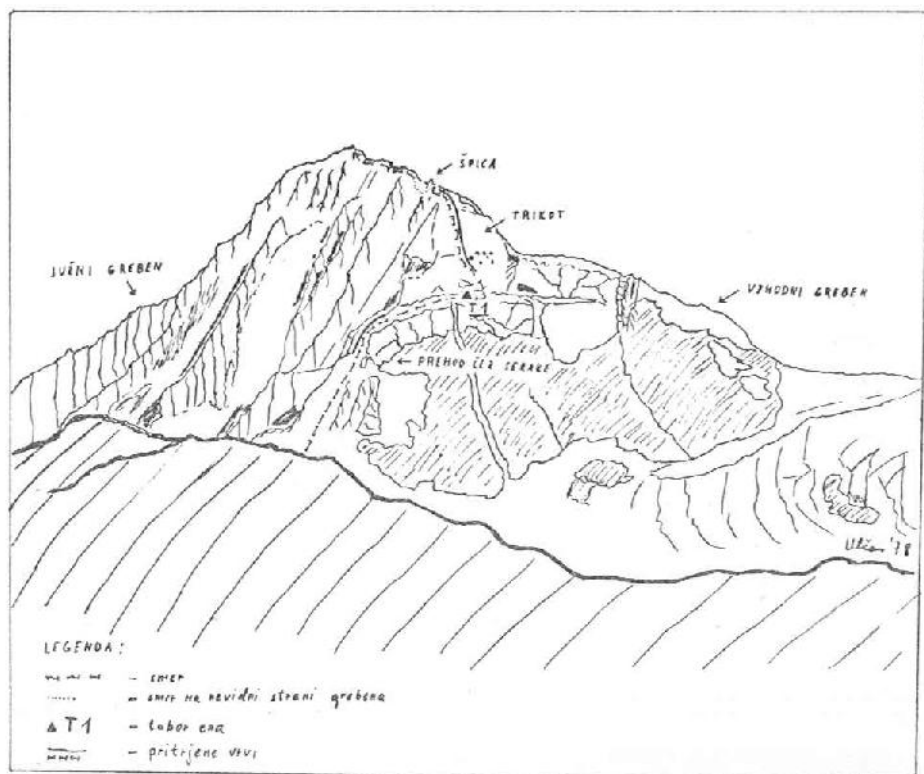 ŠPICA
TRIKOT
JUŽNI GREBEN
VZHODNI GREBEN
T1
PREHOD ČEZ SERAKE
'78
LEGENDA:
- smer
- smer na nevidni strani grebena
T1 - tabor ena
- pritrjene vrvi